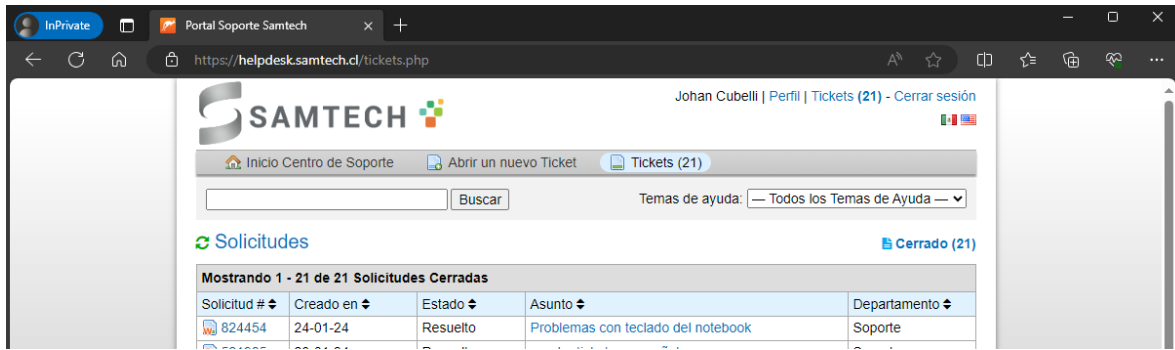 InPrivate
Portal Soporte Samtech
https://helpdesk.samtech.cl/tickets.php
SAMTECH
Johan Cubelli | Perfil | Tickets (21) - Cerrar sesión
Inicio Centro de Soporte Abrir un nuevo Ticket Tickets (21)
Buscar Temas de ayuda: — Todos los Temas de Ayuda —
Solicitudes Cerrado (21)
Mostrando 1 - 21 de 21 Solicitudes Cerradas
Solicitud # Creado en Estado Asunto Departamento
824454 24-01-24 Resuelto Problemas con teclado del notebook Soporte